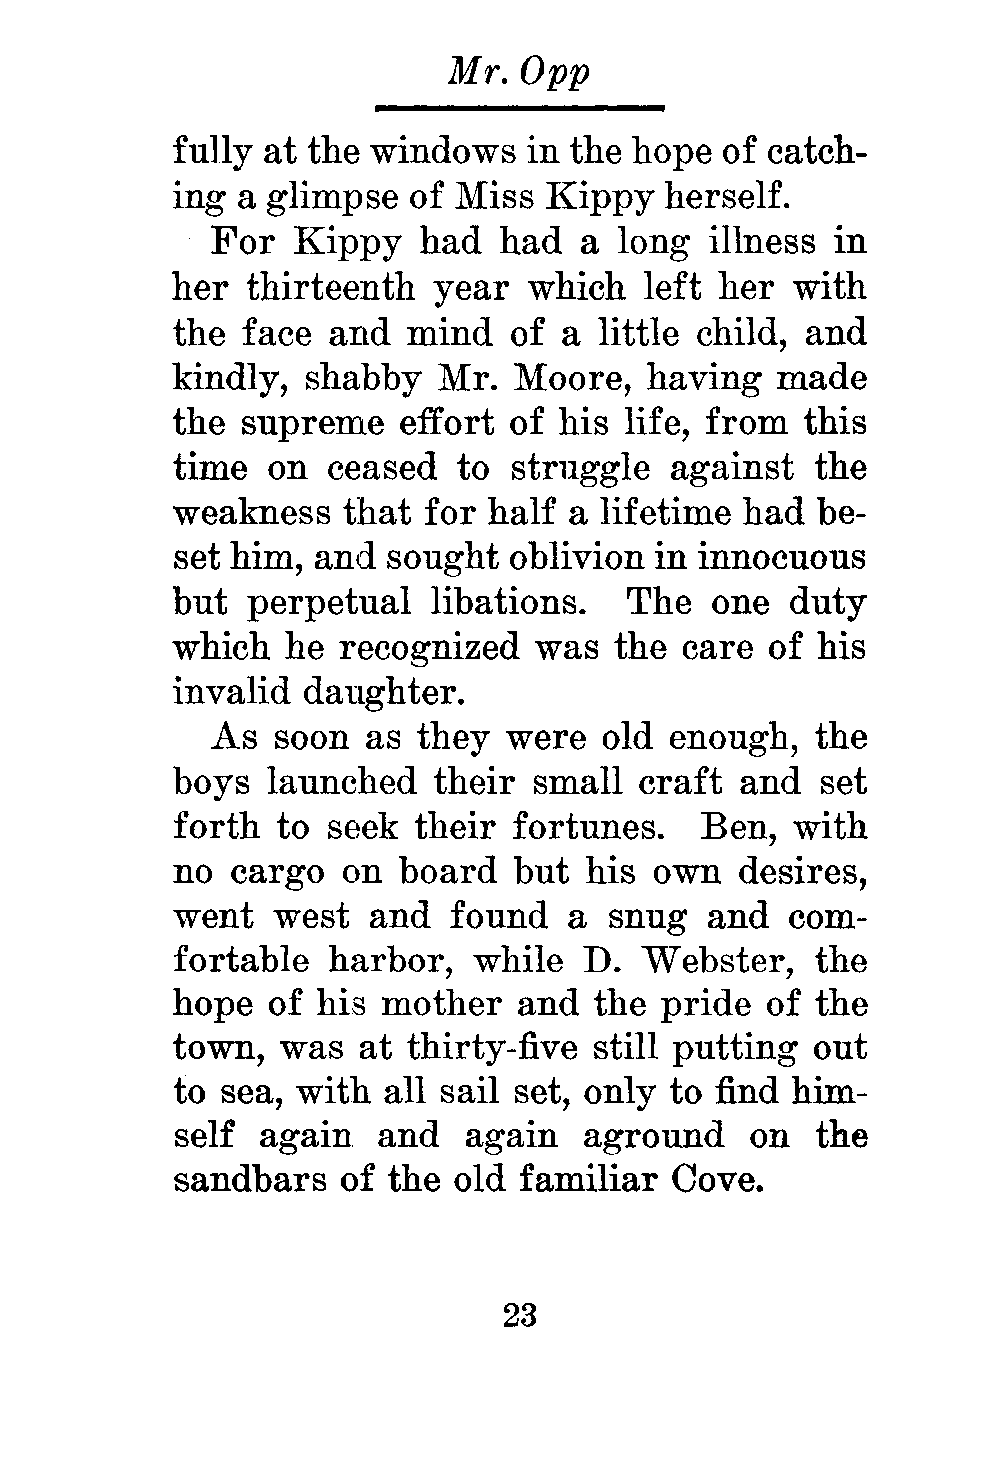 Mr. Opp
fully at the windows in the hope of catch-
ing a glimpse of Miss Kippy herself.
For Kippy had had a long illness in
her thirteenth year which left her with
the face and mind of a little child, and
kindly, shabby Mr. Moore, having made
the supreme effort of his life, from this
time on ceased to struggle against the
weakness that for half a lifetime had be-
set him, and sought oblivion in innocuous
but perpetual libations. The one duty
which he recognized was the care of his
invalid daughter.
As soon as they were old enough, the
boys launched their small craft and set
forth to seek their fortunes. Ben, with
no cargo on board but his own desires,
went west and found a snug and com-
fortable harbor, while D. Webster, the
hope of his mother and the pride of the
town, was at thirty-five still putting out
to sea, with all sail set, only to find him-
self again and again aground on the
sandbars of the old familiar Cove.
23